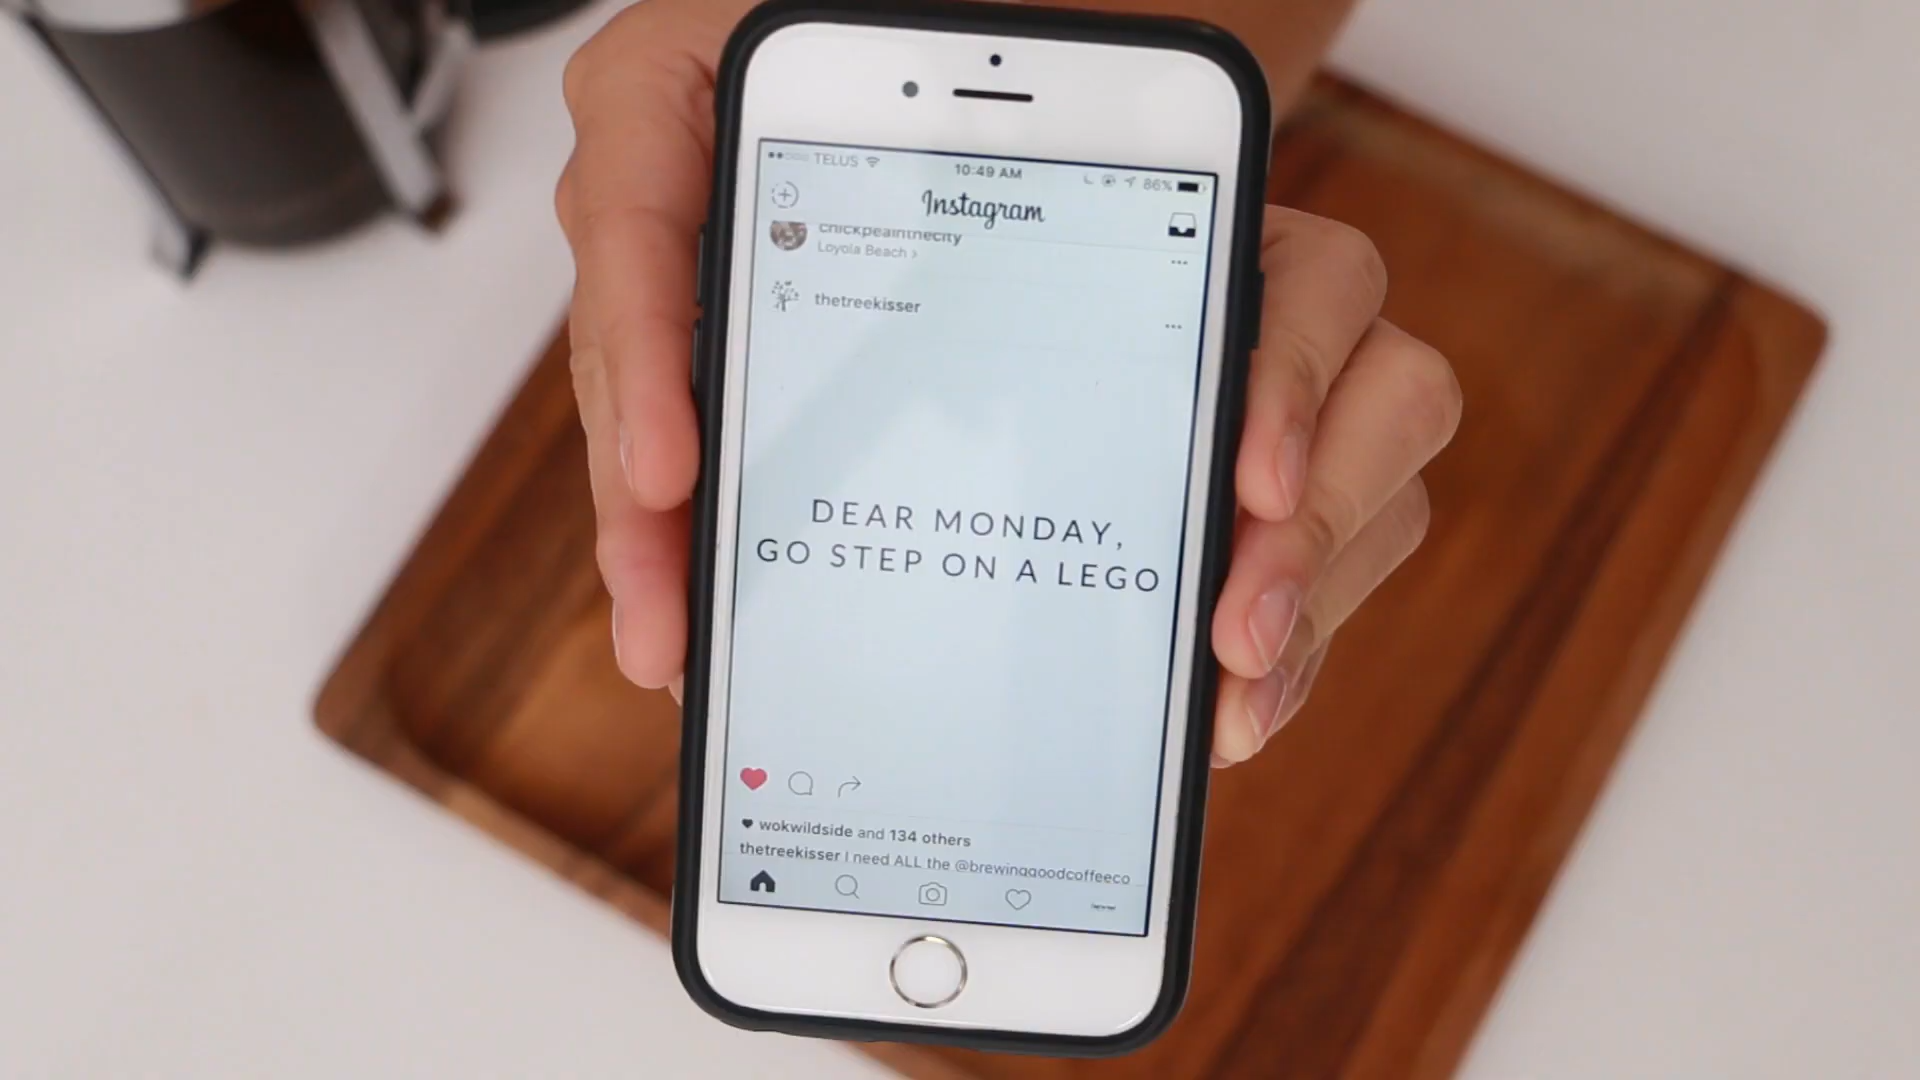 TELUS
10:49 AM
86%
Instagram
chickpeainthecity
Loyola Beach >
thetreekisser
DEAR MONDAY,
GO STEP ON A LEGO
wokwildside and 134 others
thetreekisser I need ALL the @brewinggoodcoffeeco